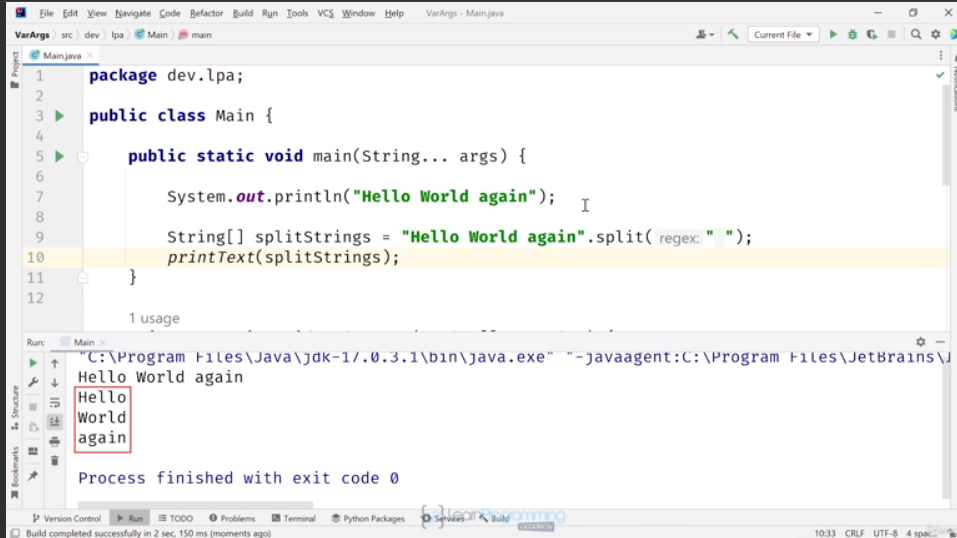 File Edit View Navigate Code Refactor Build Run Tools VCS Window Help VarArgs - Main.java
VarArgs src dev lpa Main main Current File
Project
Main.java
1 package dev.lpa;
2
3 public class Main {
4
5 public static void main(String... args) {
6
7 System.out.println("Hello World again");
8
9 String[] splitStrings = "Hello World again".split( regex: " ");
10 printText(splitStrings);
11 }
12
1 usage
Run: Main
"C:\Program Files\Java\jdk-17.0.3.1\bin\java.exe" "-javaagent:C:\Program Files\JetBrains\
Hello World again
Hello
World
again
Process finished with exit code 0
Structure
Bookmarks
Version Control Run TODO Problems Terminal Python Packages Services Build
LearnProgramming
academy
Build completed successfully in 2 sec, 150 ms (moments ago) 10:33 CRLF UTF-8 4 spac...